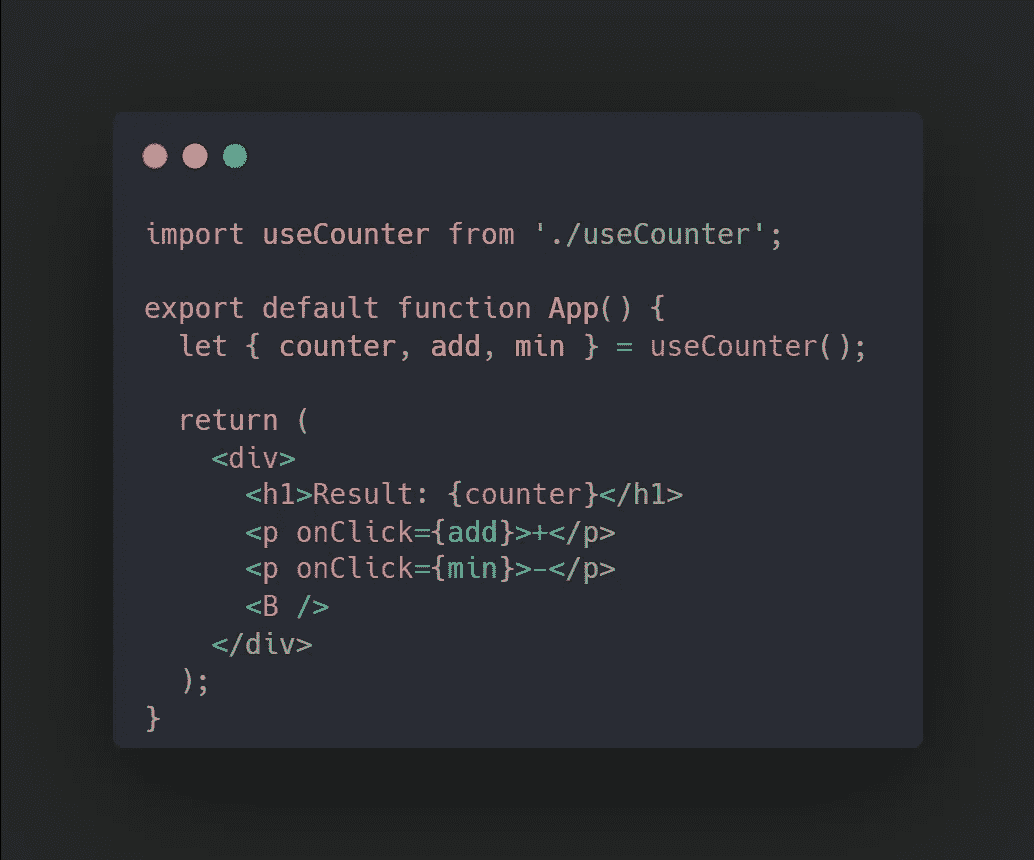 import useCounter from './useCounter';
export default function App() {
let { counter, add, min } = useCounter();
return (
<div>
<h1>Result: {counter}</h1>
<p onClick={add}>+</p>
<p onClick={min}>-</p>
<B />
</div>
);
}